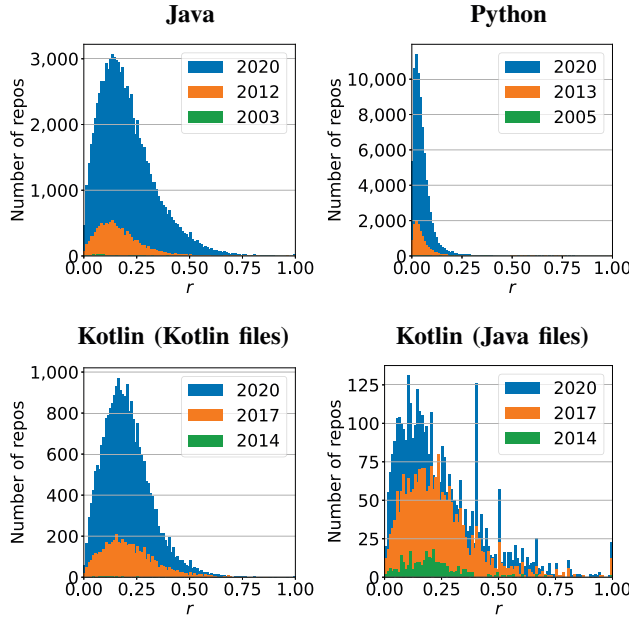 Java
Number of repos
3,000
2,000
1,000
0
2020
2012
2003
0.00 0.25 0.50 0.75 1.00
r
Python
Number of repos
10,000
8,000
6,000
4,000
2,000
0
2020
2013
2005
0.00 0.25 0.50 0.75 1.00
r
Kotlin (Kotlin files)
Number of repos
1,000
800
600
400
200
0
2020
2017
2014
0.00 0.25 0.50 0.75 1.00
r
Kotlin (Java files)
Number of repos
125
100
75
50
25
0
2020
2017
2014
0.00 0.25 0.50 0.75 1.00
r